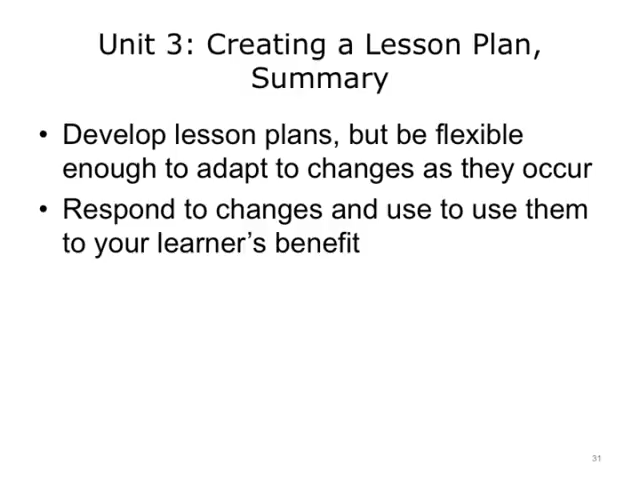 Unit 3: Creating a Lesson Plan,
Summary
• Develop lesson plans, but be flexible
enough to adapt to changes as they occur
• Respond to changes and use to use them
to your learner’s benefit
31